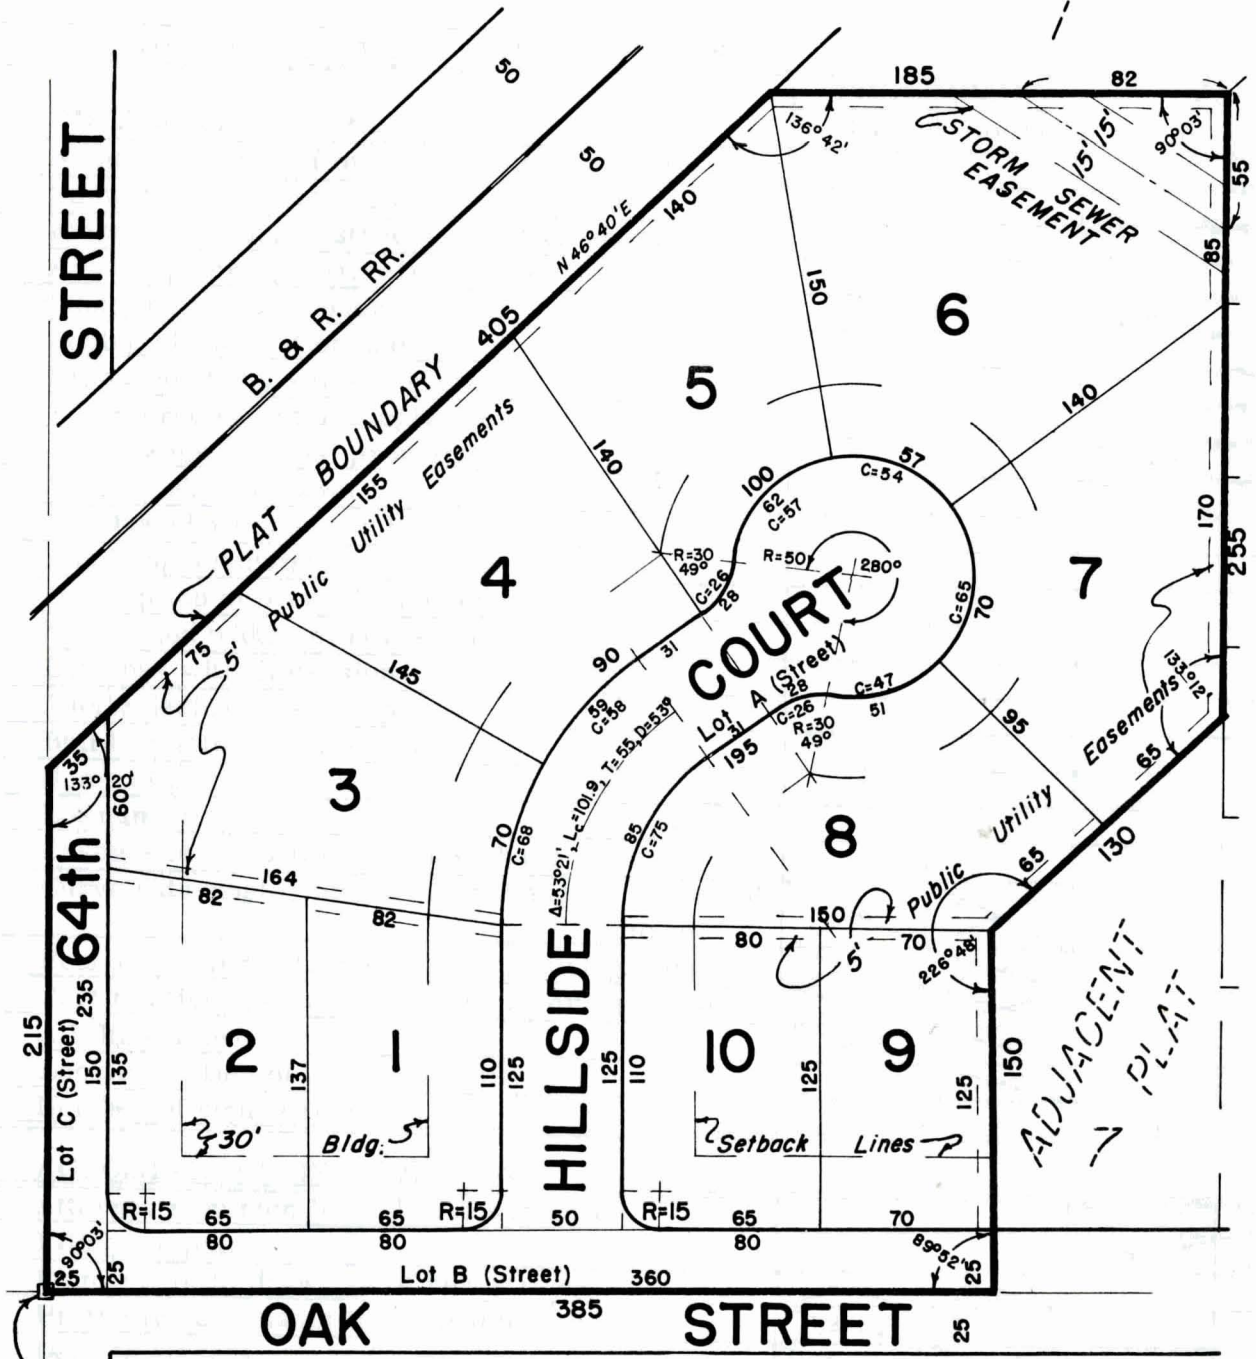 185
82
50
136°42'
STORM SEWER
EASEMENT
15' 15'
90°03'
55
50
STREET
140
N 46°40'E
85
B. & R. RR.
405
150
6
5
140
PLAT BOUNDARY
155
Public Utility Easements
140
100
62
C=57
57
C=54
170
255
R=30
49°
R=50'
280°
7
4
C=26
28
C=65
70
COURT
Lot A (Street)
75
5'
145
90
31
59
C=58
28
C=26
C=47
51
R=30
49°
31
195
133°12'
95
Public Utility Easements
65
35
133° 20'
60'
3
70
C=68
Δ=53°21', Lc=101.9, T=55, D=53°
85
C=75
8
65
130
64th
164
82
82
150
80
70
5'
226°48'
HILLSIDE
ADJACENT
PLAT
7
215
Lot C (Street)
235
150
135
2
137
1
110
125
125
110
10
125
9
125
150
30'
Bldg.
Setback Lines
R=15
65
65
R=15
50
R=15
65
70
80
80
80
90°03'
89°52'
25
25
Lot B (Street)
360
25
385
OAK STREET
25